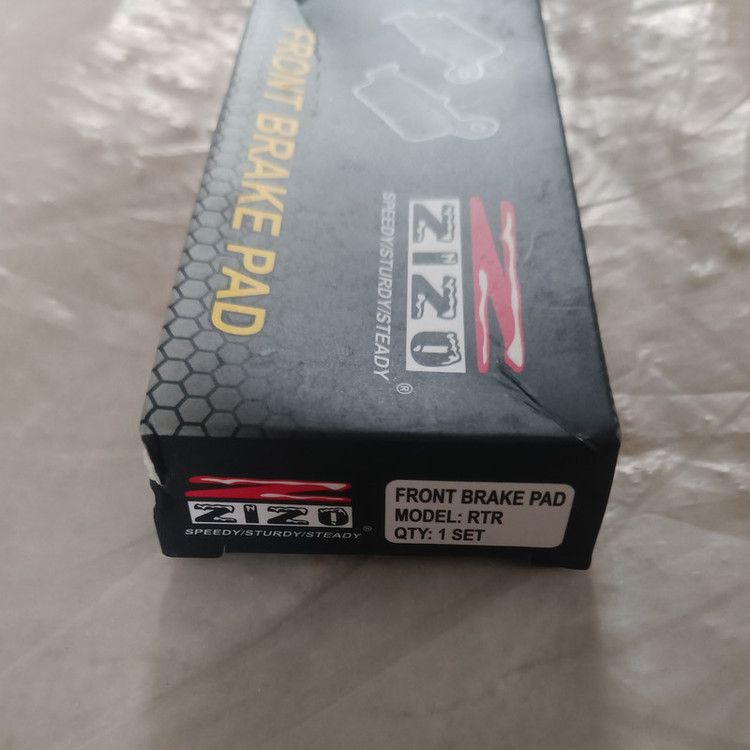 FRONT BRAKE PAD
ZIZO
SPEEDY/STURDY/STEADY
®
ZIZO
SPEEDY/STURDY/STEADY ®
FRONT BRAKE PAD
MODEL: RTR
QTY: 1 SET